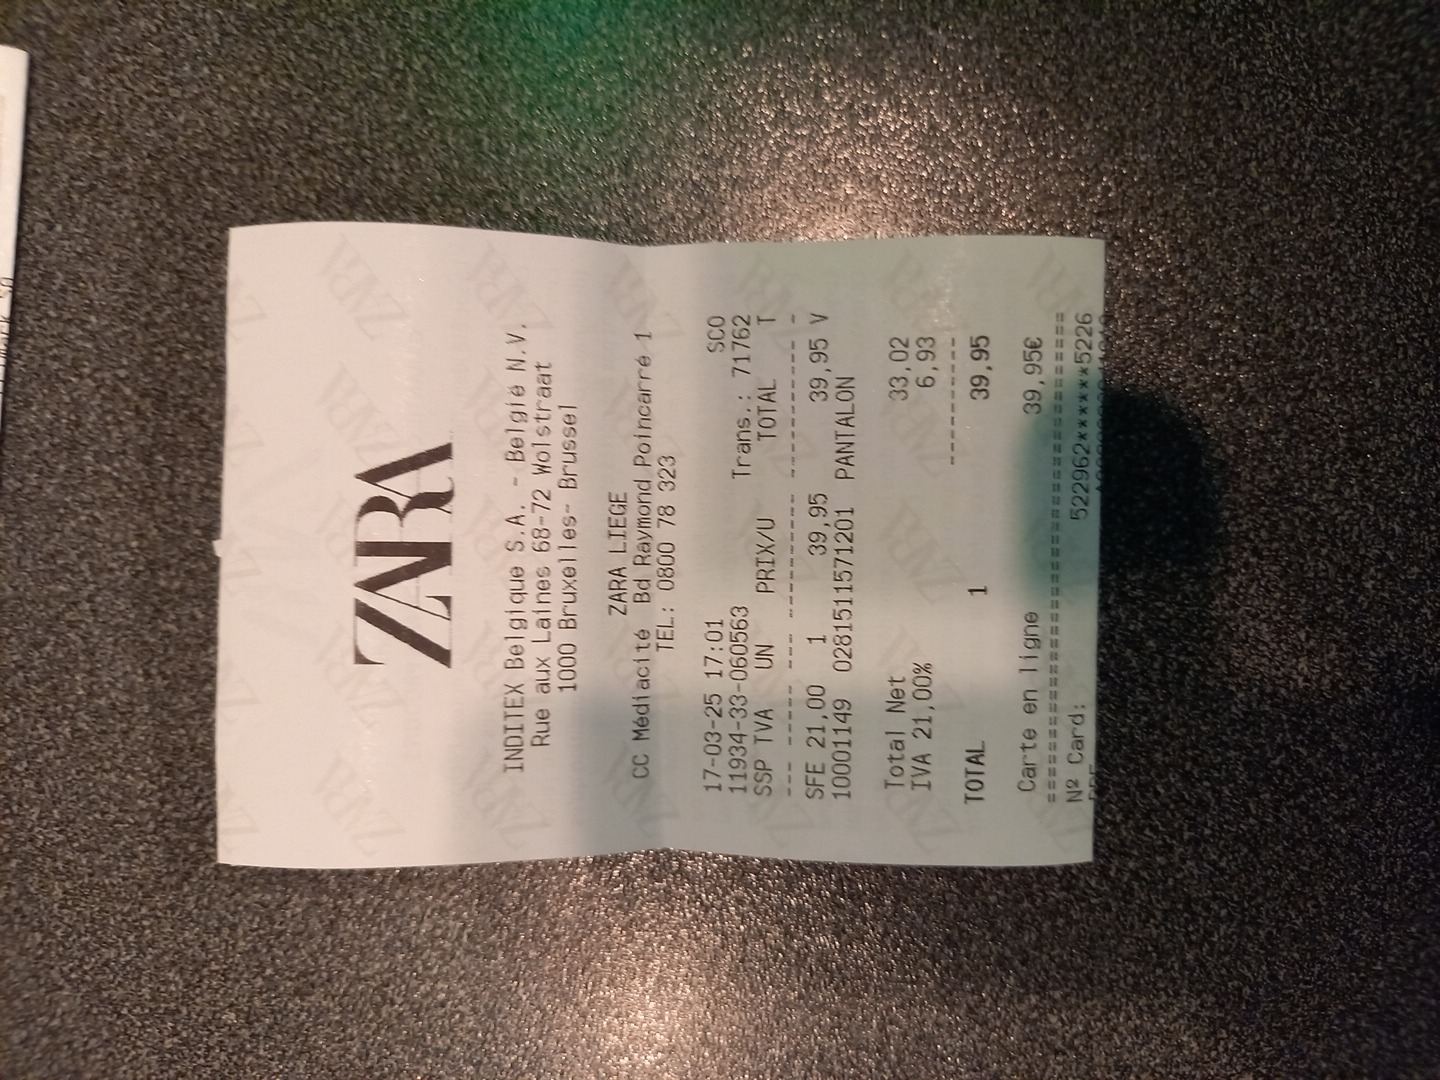 ZARA
INDITEX Belgique S.A. - Belgïe N.V.
Rue aux Laines 68-72 Wolstraat
1000 Bruxelles- Brussel
ZARA LIEGE
CC Médiacité Bd Raymond Poincarré 1
TEL: 0800 78 323
17-03-25 17:01 SCO
11934-33-060563 Trans.: 71762
SSP TVA UN PRIX/U TOTAL T
SFE 21,00 1 39,95 39,95 V
10001149 0281511571201 PANTALON
Total Net 33,02
IVA 21,00% 6,93
TOTAL 1 39,95
Carte en ligne 39,95€
Nº Card: 522962*******5226